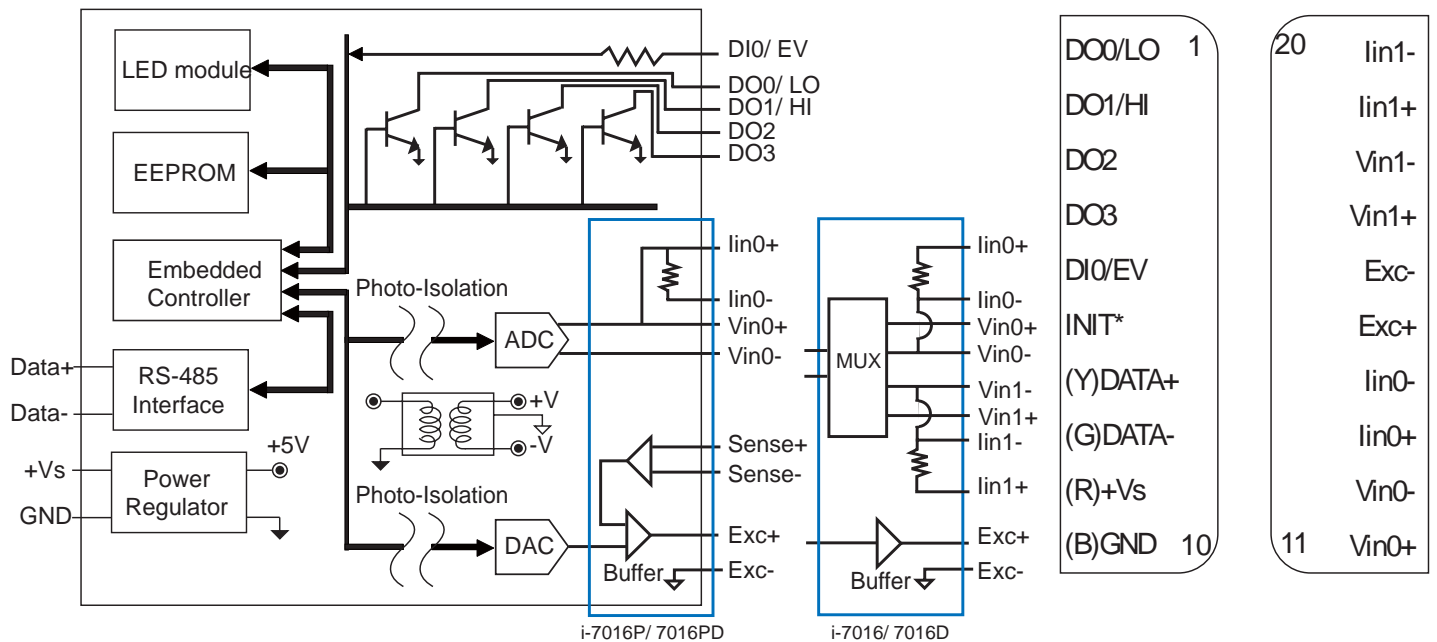 LED module
EEPROM
Embedded
Controller
RS-485
Interface
Power
Regulator
Data+
Data-
+Vs
GND
+5V
DI0/ EV
DO0/ LO
DO1/ HI
DO2
DO3
Photo-Isolation
ADC
+V
-V
Photo-Isolation
DAC
Iin0+
Iin0-
Vin0+
Vin0-
Sense+
Sense-
Exc+
Exc-
Buffer
i-7016P/ 7016PD
MUX
Iin0+
Iin0-
Vin0+
Vin0-
Vin1-
Vin1+
Iin1-
Iin1+
Exc+
Exc-
Buffer
i-7016/ 7016D
DO0/LO 1
DO1/HI
DO2
DO3
DI0/EV
INIT*
(Y)DATA+
(G)DATA-
(R)+Vs
(B)GND 10
20 Iin1-
Iin1+
Vin1-
Vin1+
Exc-
Exc+
Iin0-
Iin0+
Vin0-
11 Vin0+